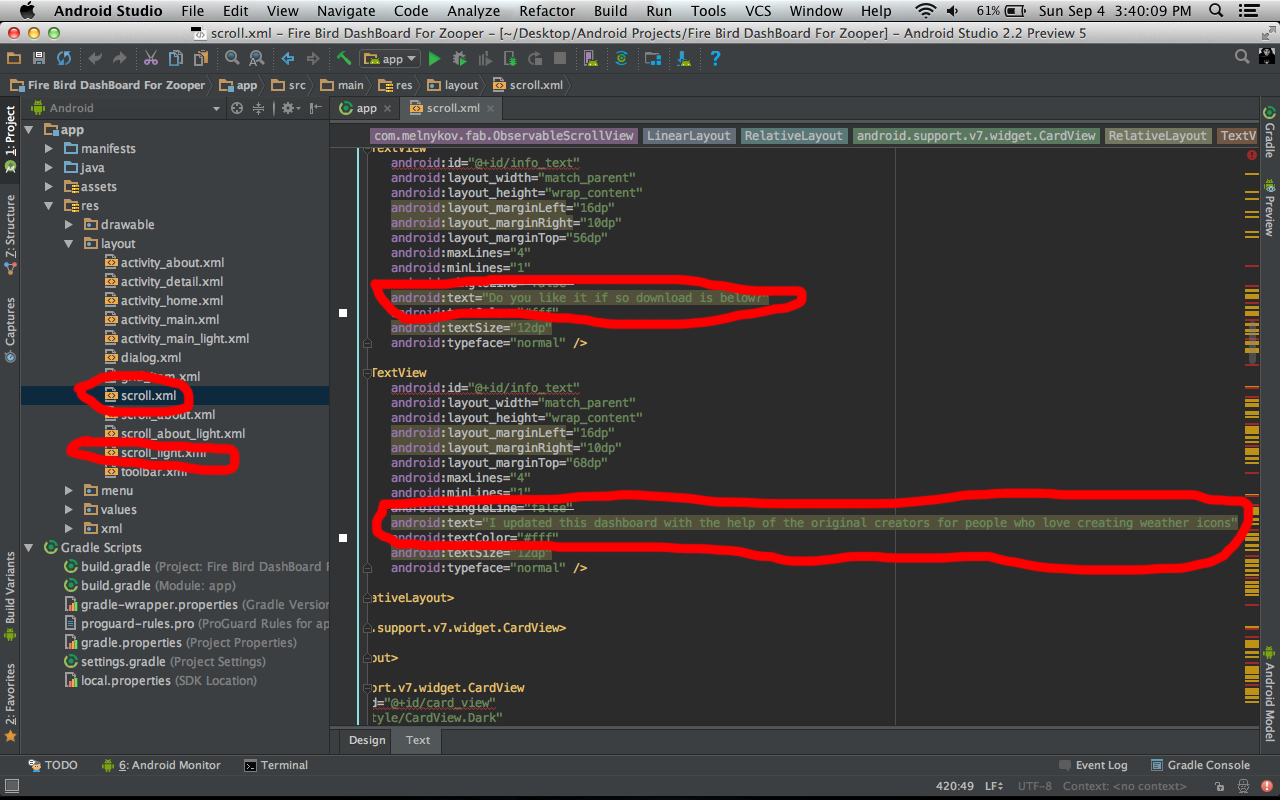 Android Studio File Edit View Navigate Code Analyze Refactor Build Run Tools VCS Window Help 61% Sun Sep 4 3:40:09 PM
scroll.xml – Fire Bird DashBoard For Zooper – [~/Desktop/Android Projects/Fire Bird DashBoard For Zooper] – Android Studio 2.2 Preview 5
app
Fire Bird DashBoard For Zooper app src main res layout scroll.xml
Android
app scroll.xml
com.melnykov.fab.ObservableScrollView LinearLayout RelativeLayout android.support.v7.widget.CardView RelativeLayout TextV
1: Project
Z: Structure
Captures
Build Variants
2: Favorites
app
manifests
java
assets
res
drawable
layout
activity_about.xml
activity_detail.xml
activity_home.xml
activity_main.xml
activity_main_light.xml
dialog.xml
scroll.xml
scroll_about.xml
scroll_about_light.xml
scroll_light.xml
toolbar.xml
menu
values
xml
Gradle Scripts
build.gradle (Project: Fire Bird DashBoard F
build.gradle (Module: app)
gradle-wrapper.properties (Gradle Version
proguard-rules.pro (ProGuard Rules for ap
gradle.properties (Project Properties)
settings.gradle (Project Settings)
local.properties (SDK Location)
TextView
android:id="@+id/info_text"
android:layout_width="match_parent"
android:layout_height="wrap_content"
android:layout_marginLeft="16dp"
android:layout_marginRight="10dp"
android:layout_marginTop="56dp"
android:maxLines="4"
android:minLines="1"
android:text="Do you like it if so download is below?"
android:textSize="12dp"
android:typeface="normal" />
TextView
android:id="@+id/info_text"
android:layout_width="match_parent"
android:layout_height="wrap_content"
android:layout_marginLeft="16dp"
android:layout_marginRight="10dp"
android:layout_marginTop="68dp"
android:maxLines="4"
android:minLines="1"
android:singleLine="false"
android:text="I updated this dashboard with the help of the original creators for people who love creating weather icons"
android:textColor="#fff"
android:textSize="12dp"
android:typeface="normal" />
ativeLayout>
.support.v7.widget.CardView>
out>
ort.v7.widget.CardView
d="@+id/card_view"
tyle/CardView.Dark"
Gradle
Preview
Android Model
Design Text
TODO 6: Android Monitor Terminal Event Log Gradle Console
420:49 LF UTF-8 Context: <no context>